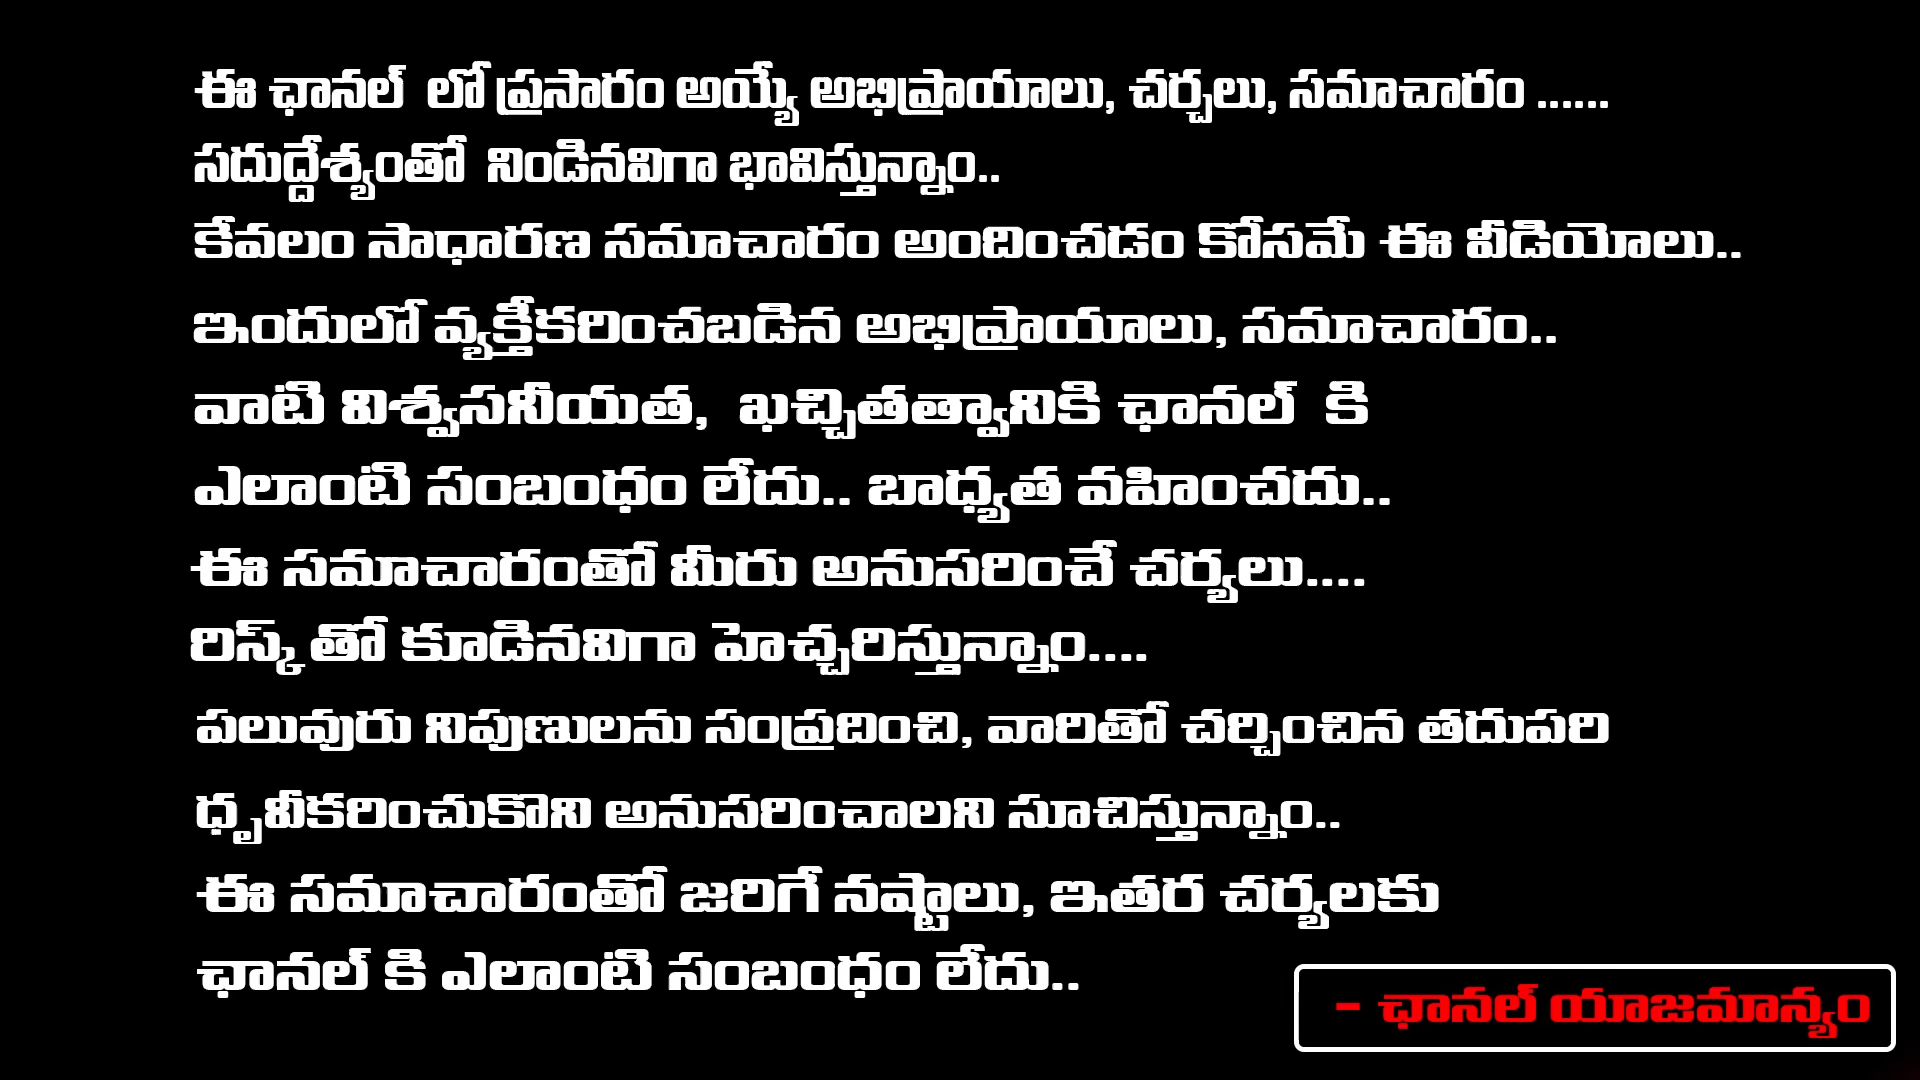 ఈ ఛానల్ లో ప్రసారం అయ్యే అభిప్రాయాలు, చర్చలు, సమాచారం ......
సదుద్దేశ్యంతో నిండినవిగా భావిస్తున్నాం..
కేవలం సాధారణ సమాచారం అందించడం కోసమే ఈ వీడియోలు..
ఇందులో వ్యక్తీకరించబడిన అభిప్రాయాలు, సమాచారం..
వాటి విశ్వసనీయత, ఖచ్చితత్వానికి ఛానల్ కి
ఎలాంటి సంబంధం లేదు.. బాధ్యత వహించదు..
ఈ సమాచారంతో మీరు అనుసరించే చర్యలు....
రిస్క్ తో కూడినవిగా హెచ్చరిస్తున్నాం....
పలువురు నిపుణులను సంప్రదించి, వారితో చర్చించిన తదుపరి
ధృవీకరించుకొని అనుసరించాలని సూచిస్తున్నాం..
ఈ సమాచారంతో జరిగే నష్టాలు, ఇతర చర్యలకు
ఛానల్ కి ఎలాంటి సంబంధం లేదు..
- ఛానల్ యాజమాన్యం